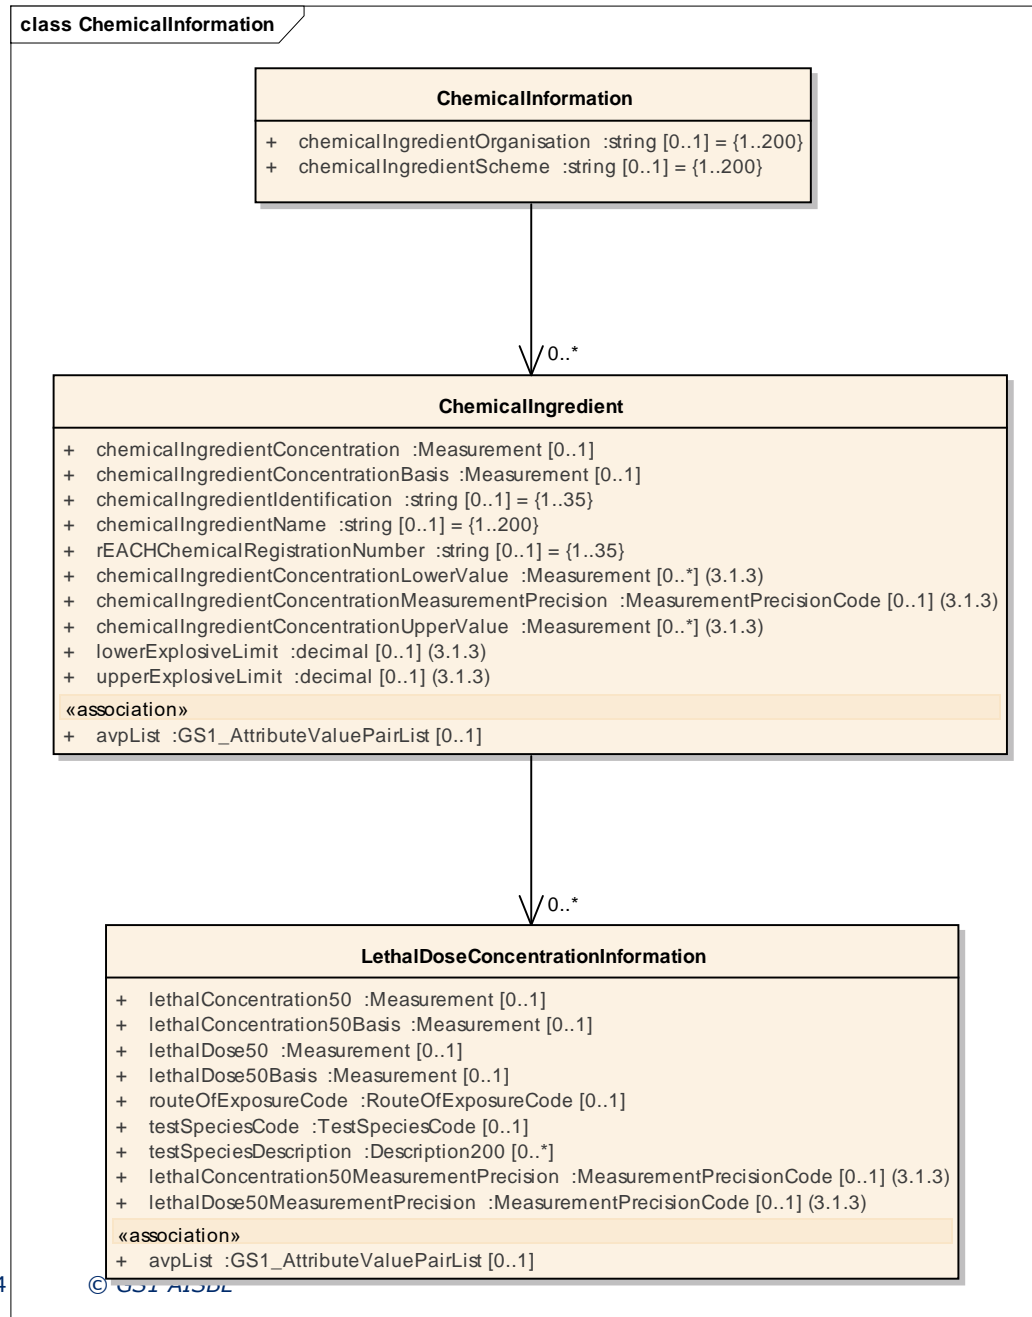 class ChemicalInformation
ChemicalInformation
+ chemicalIngredientOrganisation :string [0..1] = {1..200}
+ chemicalIngredientScheme :string [0..1] = {1..200}
0..*
ChemicalIngredient
+ chemicalIngredientConcentration :Measurement [0..1]
+ chemicalIngredientConcentrationBasis :Measurement [0..1]
+ chemicalIngredientIdentification :string [0..1] = {1..35}
+ chemicalIngredientName :string [0..1] = {1..200}
+ rEACHChemicalRegistrationNumber :string [0..1] = {1..35}
+ chemicalIngredientConcentrationLowerValue :Measurement [0..*] (3.1.3)
+ chemicalIngredientConcentrationMeasurementPrecision :MeasurementPrecisionCode [0..1] (3.1.3)
+ chemicalIngredientConcentrationUpperValue :Measurement [0..*] (3.1.3)
+ lowerExplosiveLimit :decimal [0..1] (3.1.3)
+ upperExplosiveLimit :decimal [0..1] (3.1.3)
«association»
+ avpList :GS1_AttributeValuePairList [0..1]
0..*
LethalDoseConcentrationInformation
+ lethalConcentration50 :Measurement [0..1]
+ lethalConcentration50Basis :Measurement [0..1]
+ lethalDose50 :Measurement [0..1]
+ lethalDose50Basis :Measurement [0..1]
+ routeOfExposureCode :RouteOfExposureCode [0..1]
+ testSpeciesCode :TestSpeciesCode [0..1]
+ testSpeciesDescription :Description200 [0..*]
+ lethalConcentration50MeasurementPrecision :MeasurementPrecisionCode [0..1] (3.1.3)
+ lethalDose50MeasurementPrecision :MeasurementPrecisionCode [0..1] (3.1.3)
«association»
+ avpList :GS1_AttributeValuePairList [0..1]
4 © GS1 AISBL